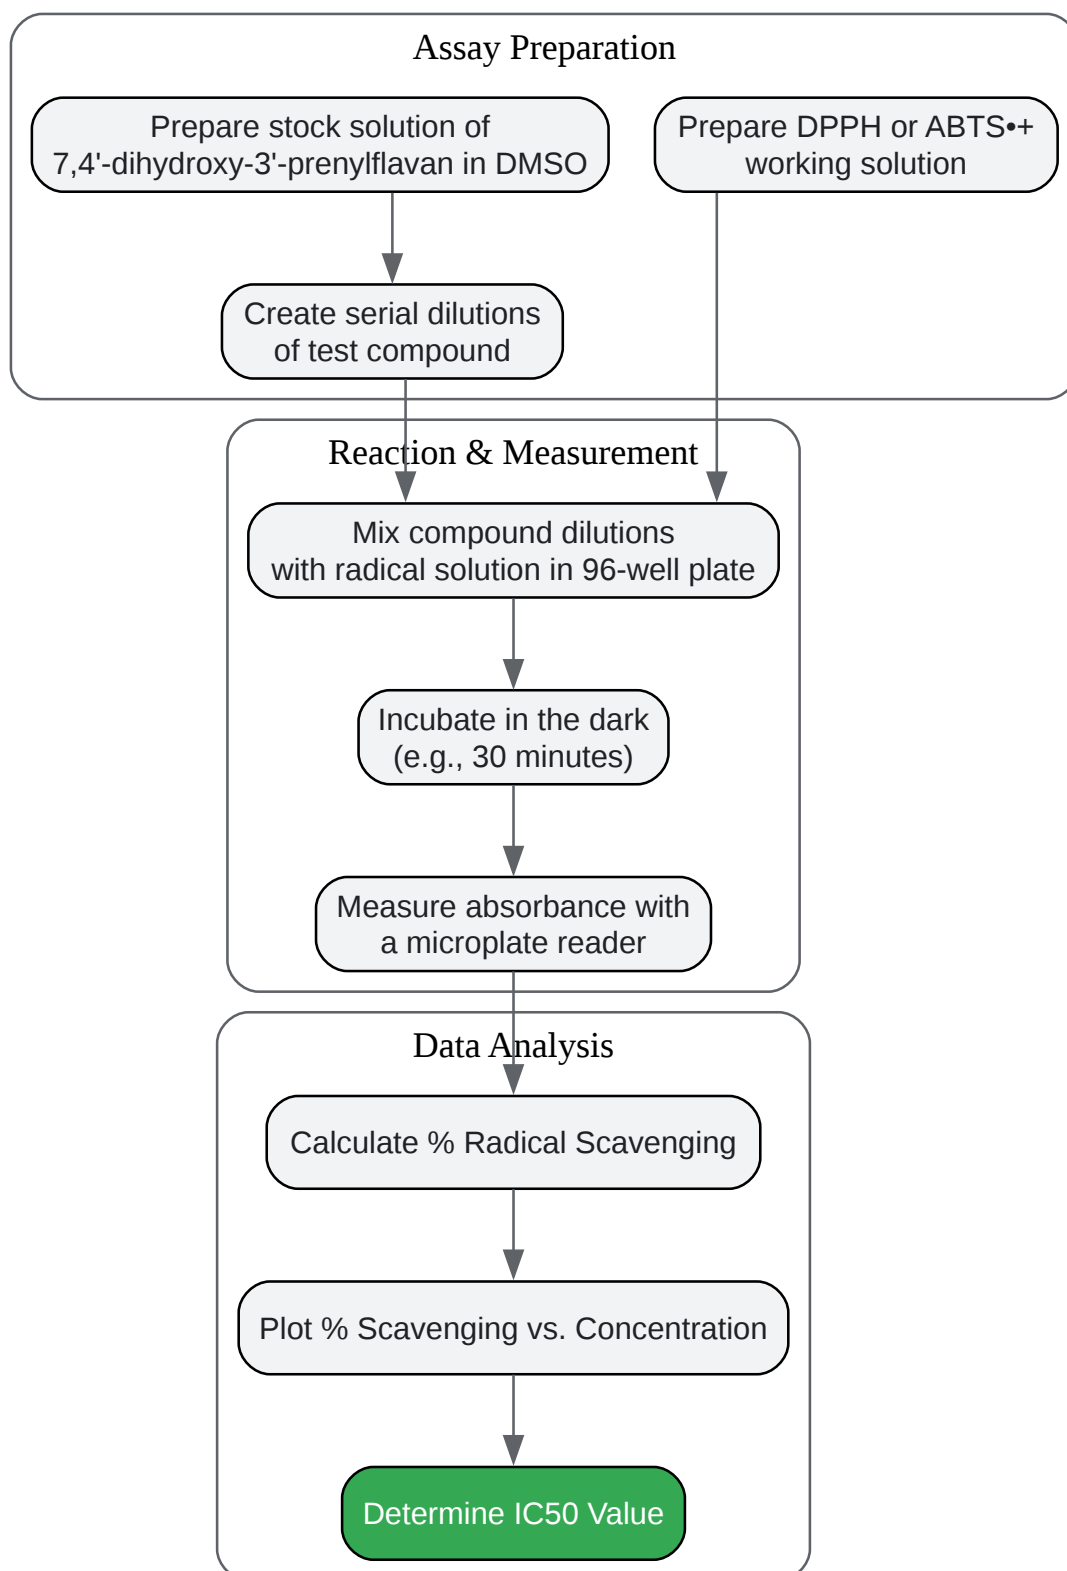 Assay Preparation
Prepare stock solution of
7,4'-dihydroxy-3'-prenylflavan in DMSO
Prepare DPPH or ABTS•+
working solution
Create serial dilutions
of test compound
Reaction & Measurement
Mix compound dilutions
with radical solution in 96-well plate
Incubate in the dark
(e.g., 30 minutes)
Measure absorbance with
a microplate reader
Data Analysis
Calculate % Radical Scavenging
Plot % Scavenging vs. Concentration
Determine IC50 Value